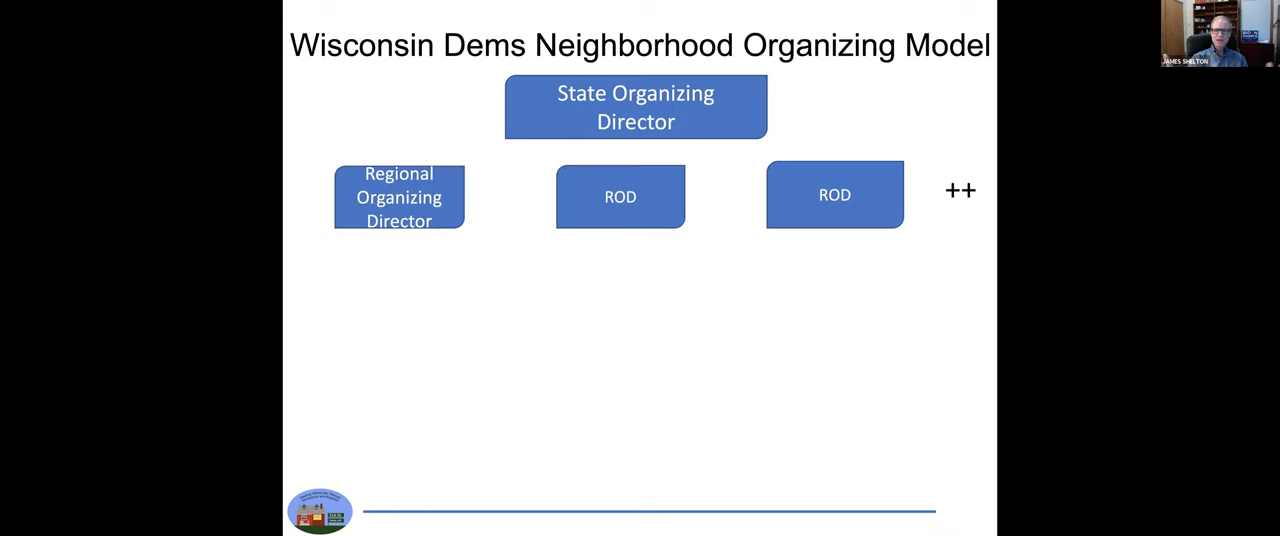 Wisconsin Dems Neighborhood Organizing Model
State Organizing
Director
Regional
Organizing
Director
ROD
ROD
++
JAMES SHELTON